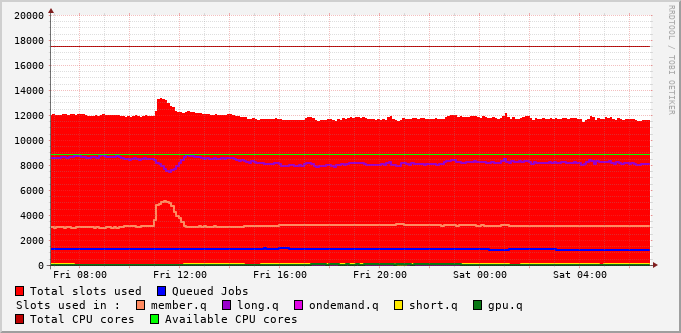 RRDTOOL / TOBI OETIKER
20000
18000
16000
14000
12000
10000
8000
6000
4000
2000
0
Fri 08:00 Fri 12:00 Fri 16:00 Fri 20:00 Sat 00:00 Sat 04:00
Total slots used Queued Jobs
Slots used in : member.q long.q ondemand.q short.q gpu.q
Total CPU cores Available CPU cores